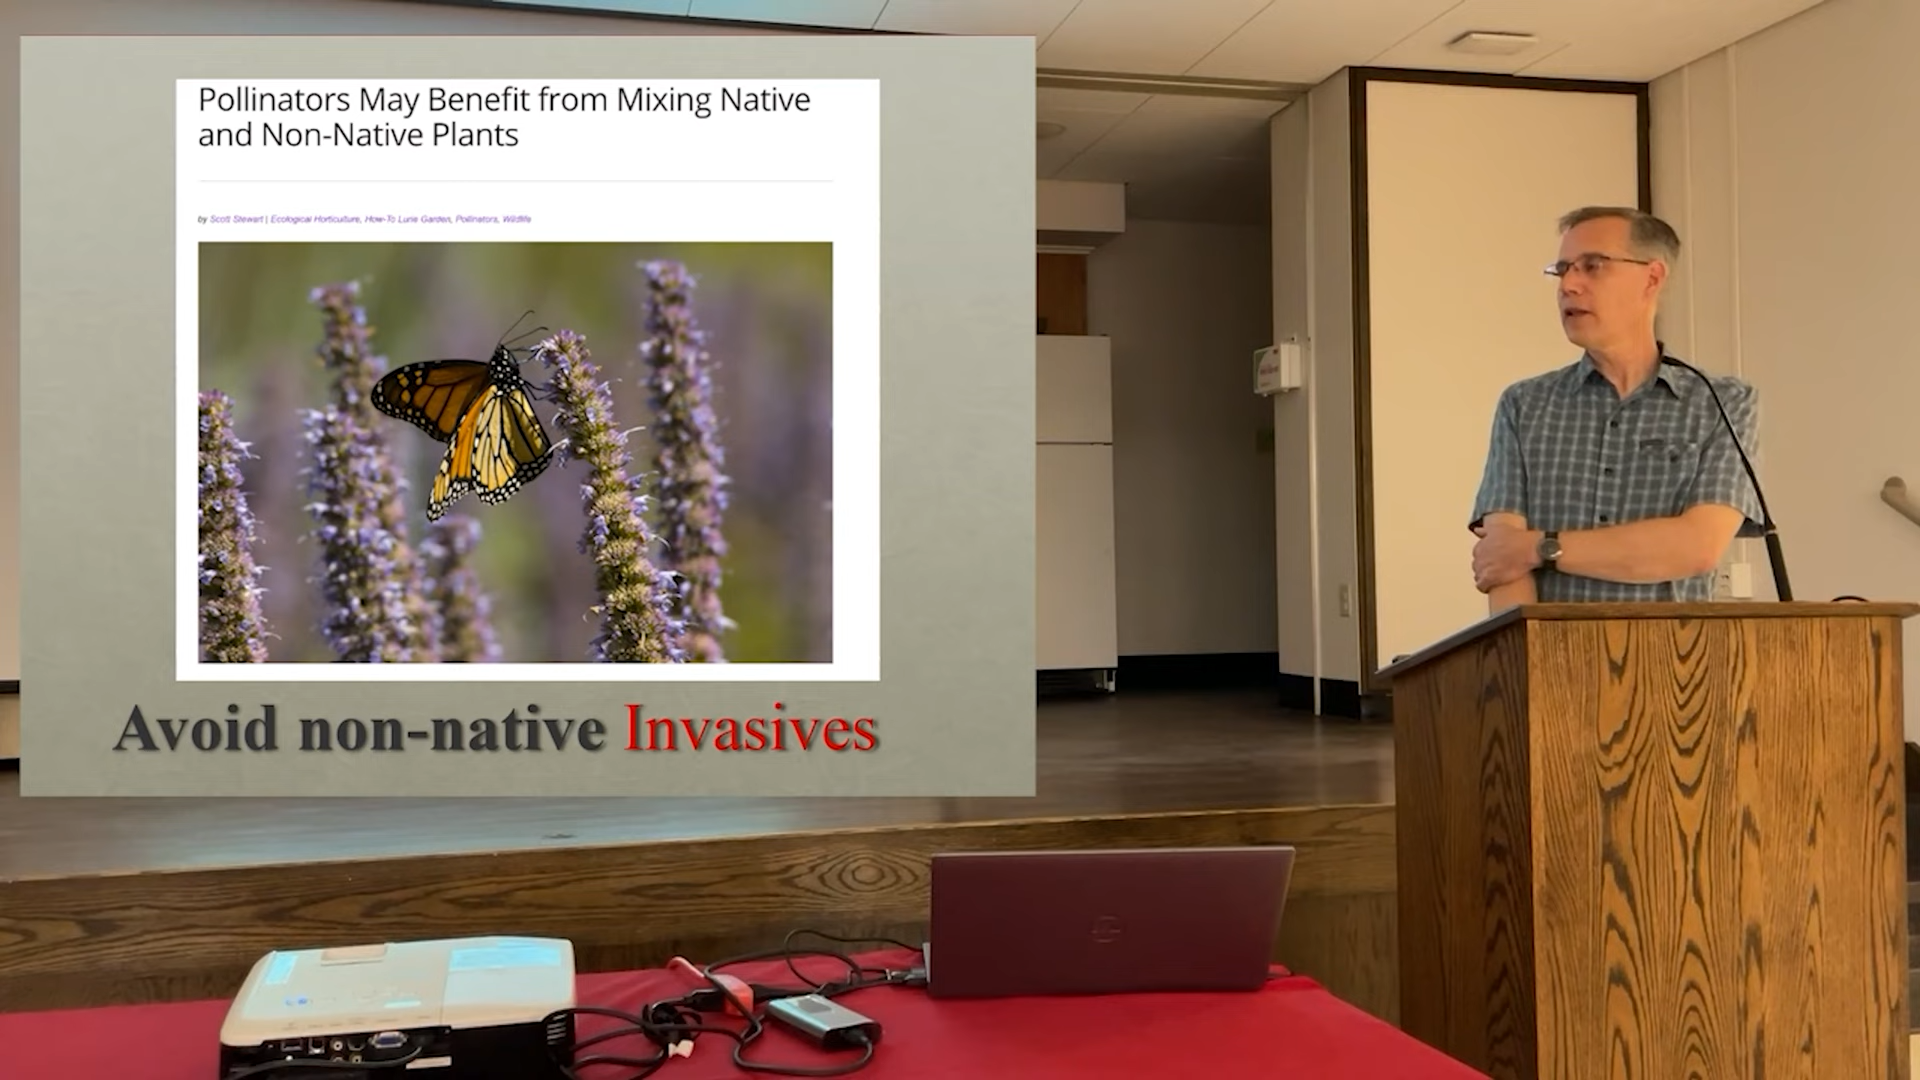 Pollinators May Benefit from Mixing Native
and Non-Native Plants
by Scott Stewart | Ecological Horticulture, How-To Lurie Garden, Pollinators, Wildlife
Avoid non-native Invasives